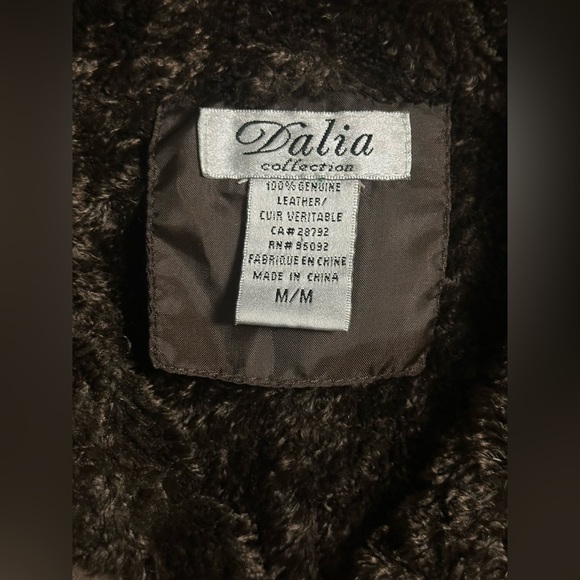 Dalia
collection
100% GENUINE
LEATHER/
CUIR VERITABLE
CA# 28792
RN# 95092
FABRIQUE EN CHINE
MADE IN CHINA
M/M